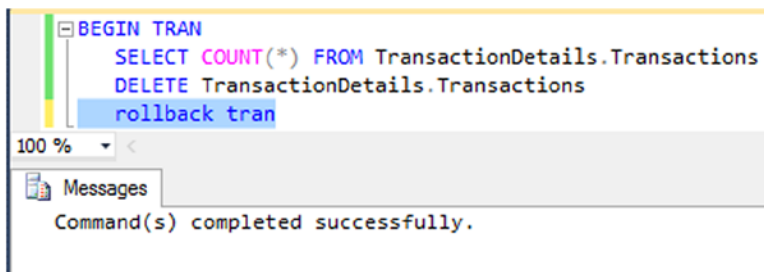 BEGIN TRAN
SELECT COUNT(*) FROM TransactionDetails.Transactions
DELETE TransactionDetails.Transactions
rollback tran
100 %
Messages
Command(s) completed successfully.